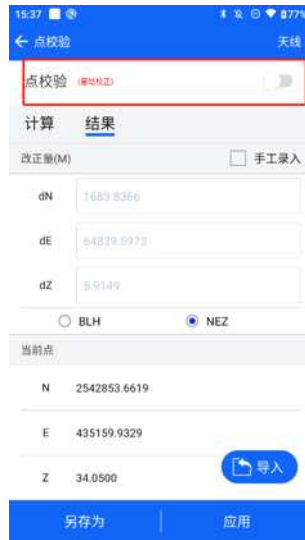 15:37 77%
← 点校验 天线
点校验 (基站校正)
计算 结果
改正量(M) 手工录入
dN 1683.8366
dE 64839.5973
dZ 5.9149
BLH NEZ
当前点
N 2542853.6619
E 435159.9329
导入
Z 34.0500
另存为 应用